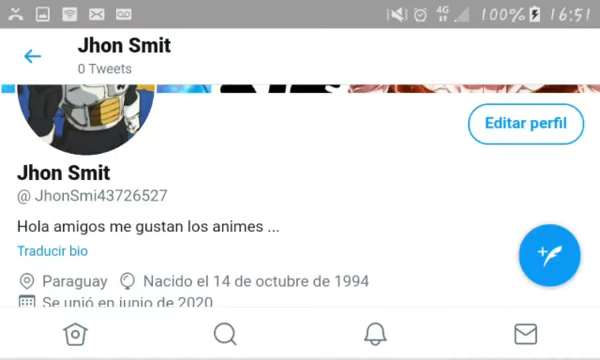 4G
100%
16:51
Jhon Smit
0 Tweets
Editar perfil
Jhon Smit
@ JhonSmi43726527
Hola amigos me gustan los animes ...
Traducir bio
Paraguay Nacido el 14 de octubre de 1994
Se unió en junio de 2020